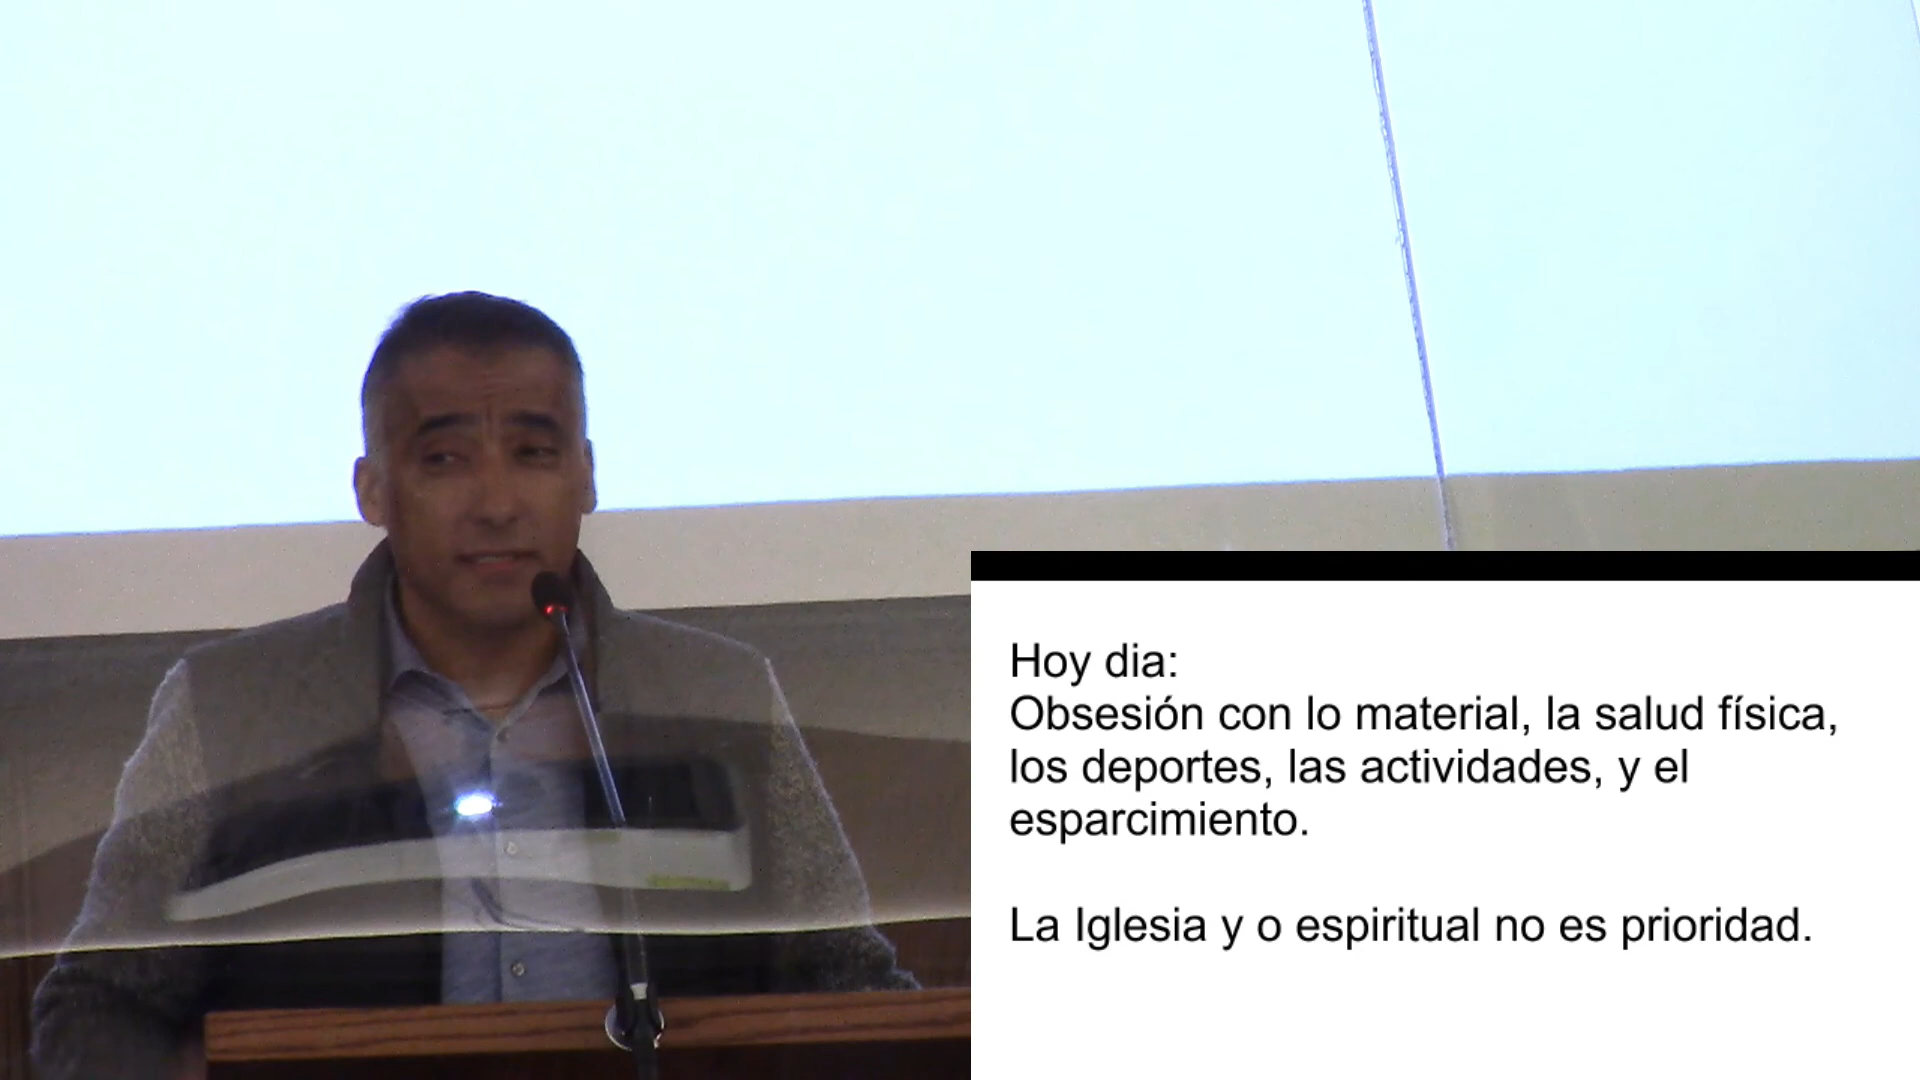 Hoy dia:
Obsesión con lo material, la salud física,
los deportes, las actividades, y el
esparcimiento.
La Iglesia y o espiritual no es prioridad.